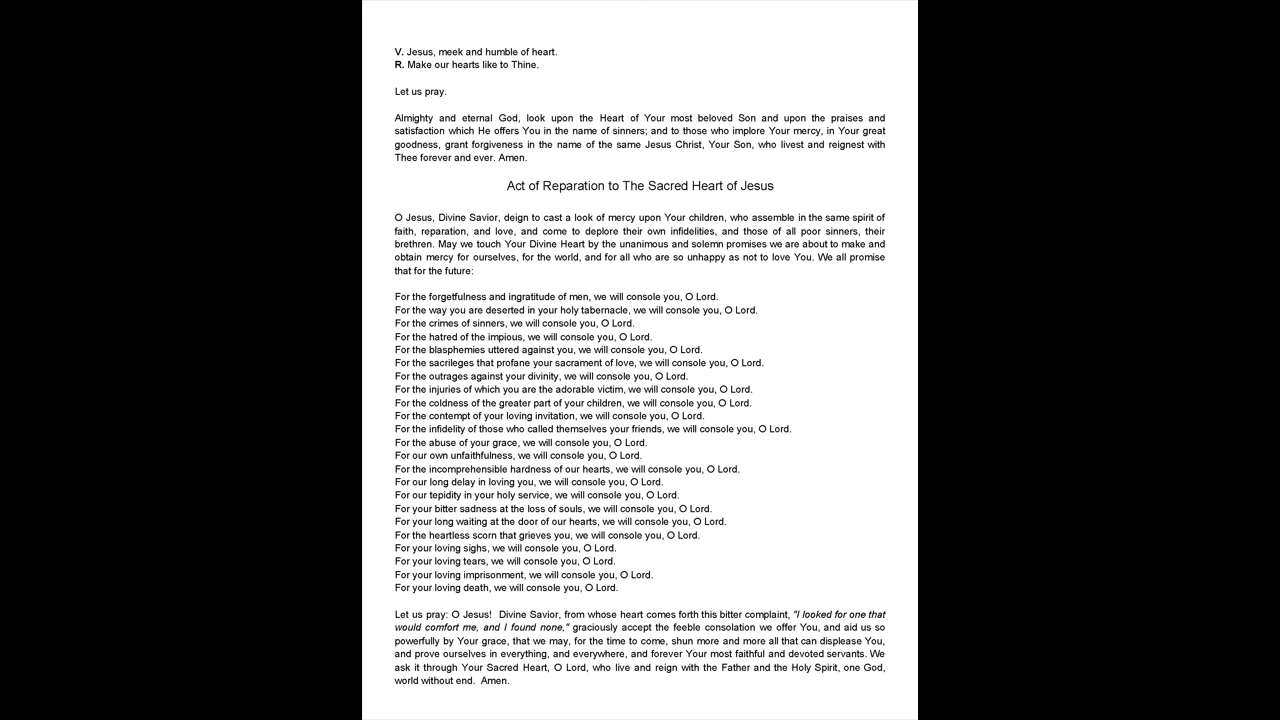 V. Jesus, meek and humble of heart.
R. Make our hearts like to Thine.
Let us pray.
Almighty and eternal God, look upon the Heart of Your most beloved Son and upon the praises and
satisfaction which He offers You in the name of sinners; and to those who implore Your mercy, in Your great
goodness, grant forgiveness in the name of the same Jesus Christ, Your Son, who livest and reignest with
Thee forever and ever. Amen.
Act of Reparation to The Sacred Heart of Jesus
O Jesus, Divine Savior, deign to cast a look of mercy upon Your children, who assemble in the same spirit of
faith, reparation, and love, and come to deplore their own infidelities, and those of all poor sinners, their
brethren. May we touch Your Divine Heart by the unanimous and solemn promises we are about to make and
obtain mercy for ourselves, for the world, and for all who are so unhappy as not to love You. We all promise
that for the future:
For the forgetfulness and ingratitude of men, we will console you, O Lord.
For the way you are deserted in your holy tabernacle, we will console you, O Lord.
For the crimes of sinners, we will console you, O Lord.
For the hatred of the impious, we will console you, O Lord.
For the blasphemies uttered against you, we will console you, O Lord.
For the sacrileges that profane your sacrament of love, we will console you, O Lord.
For the outrages against your divinity, we will console you, O Lord.
For the injuries of which you are the adorable victim, we will console you, O Lord.
For the coldness of the greater part of your children, we will console you, O Lord.
For the contempt of your loving invitation, we will console you, O Lord.
For the infidelity of those who called themselves your friends, we will console you, O Lord.
For the abuse of your grace, we will console you, O Lord.
For our own unfaithfulness, we will console you, O Lord.
For the incomprehensible hardness of our hearts, we will console you, O Lord.
For our long delay in loving you, we will console you, O Lord.
For our tepidity in your holy service, we will console you, O Lord.
For your bitter sadness at the loss of souls, we will console you, O Lord.
For your long waiting at the door of our hearts, we will console you, O Lord.
For the heartless scorn that grieves you, we will console you, O Lord.
For your loving sighs, we will console you, O Lord.
For your loving tears, we will console you, O Lord.
For your loving imprisonment, we will console you, O Lord.
For your loving death, we will console you, O Lord.
Let us pray: O Jesus!  Divine Savior, from whose heart comes forth this bitter complaint, "I looked for one that
would comfort me, and I found none," graciously accept the feeble consolation we offer You, and aid us so
powerfully by Your grace, that we may, for the time to come, shun more and more all that can displease You,
and prove ourselves in everything, and everywhere, and forever Your most faithful and devoted servants. We
ask it through Your Sacred Heart, O Lord, who live and reign with the Father and the Holy Spirit, one God,
world without end.  Amen.